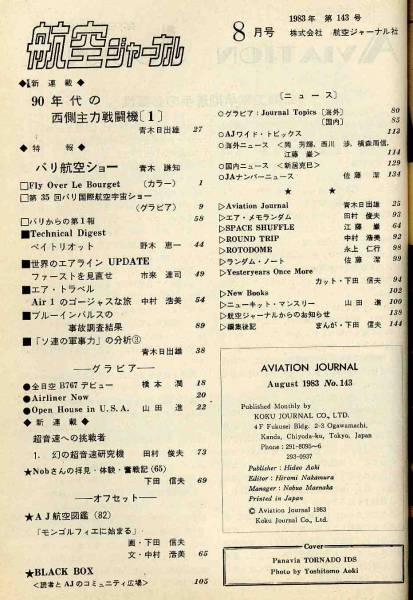 航空ジャーナル
8月号
1983年 第143号
株式会社 航空ジャーナル社
◆新連載◆
90年代の
西側主力戦闘機〔1〕
青木日出雄 27
◆特報◆
パリ航空ショー 青木 謙知
□Fly Over Le Bourget (カラー) 1
□第35回パリ国際航空宇宙ショー
(グラビア) 9
□パリからの第1報 58
■Technical Digest
ペイトリオット 野木 恵一 44
■世界のエアライン UPDATE
ファーストを見直せ 市来 達司 49
■エア・トラベル
Air 1のゴージャスな旅 中村 浩美 54
■ブルーインパルスの
事故調査結果 89
■「ソ連の軍事力」の分析③
青木日出雄 38
―グラビア―
●全日空B767デビュー 橋本 潤 18
●Airliner Now 20
●Open House in U.S.A. 山田 進 22
◆新連載◆
超音速への挑戦者
1. 幻の超音速研究機 田村 俊夫 73
★Nobさんの拝見・体験・奮戦記(65)
下田 信夫 69
―オフセット―
★AJ航空図鑑(82)
「モンゴルフィエに始まる」
画・下田 信夫
文・中村 浩美 65
★BLACK BOX
<読者とAJのコミュニティ広場> 105
〔ニュース〕
○グラビア:Journal Topics〔海外〕 80
〔国内〕 85
○AJワイド・トピックス 112
○海外ニュース <関 芳輝, 西川 渉, 横森周信,
江藤 巌> 114
○国内ニュース <新居克宏> 129
○JAナンバーニュース 佐藤 潔 134
★ ★
▷Aviation Journal 青木日出雄 25
▷エア・メモランダム 田村 俊夫 93
▷SPACE SHUFFLE 江藤 巌 64
▷ROUND TRIP 中村 浩美 92
▷ROTODOME 永上 仁行 98
▷ランダム・ノート 佐藤 潔 99
▷Yesteryears Once More
カット・下田 信夫 94
▷New Books 102
▷ニューキット・マンスリー 山田 進 100
▷航空ジャーナルからのお知らせ 138
▷編集後記 まんが・下田 信夫 144
AVIATION JOURNAL
August 1983 No.143
Published Monthly by
KOKU JOURNAL CO., LTD.
4F Fukusei Bldg. 2-3 Ogawamachi,
Kanda, Chiyoda-ku, Tokyo, Japan
Phone: 291-8095~6
293-0937
Publisher: Hideo Aoki
Editor: Hiromi Nakamura
Manager: Nobuo Maenaka
Printed in Japan
© Aviation Journal 1983
Koku Journal Co., Ltd.
Cover
Panavia TORNADO IDS
Photo by Yoshitomo Aoki